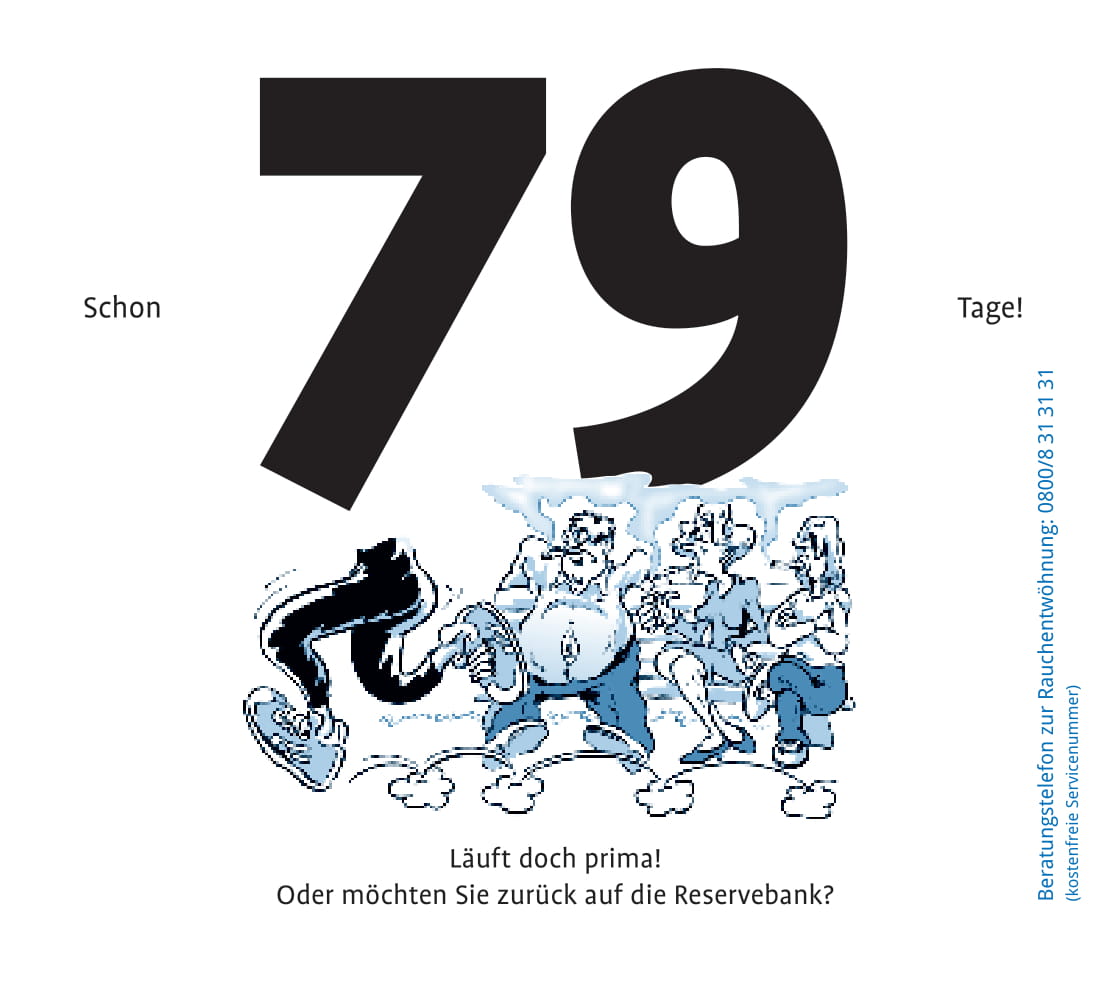 79
Schon
Tage!
Läuft doch prima!
Oder möchten Sie zurück auf die Reservebank?
Beratungstelefon zur Rauchentwöhnung: 0800/8 31 31 31
(kostenfreie Servicenummer)